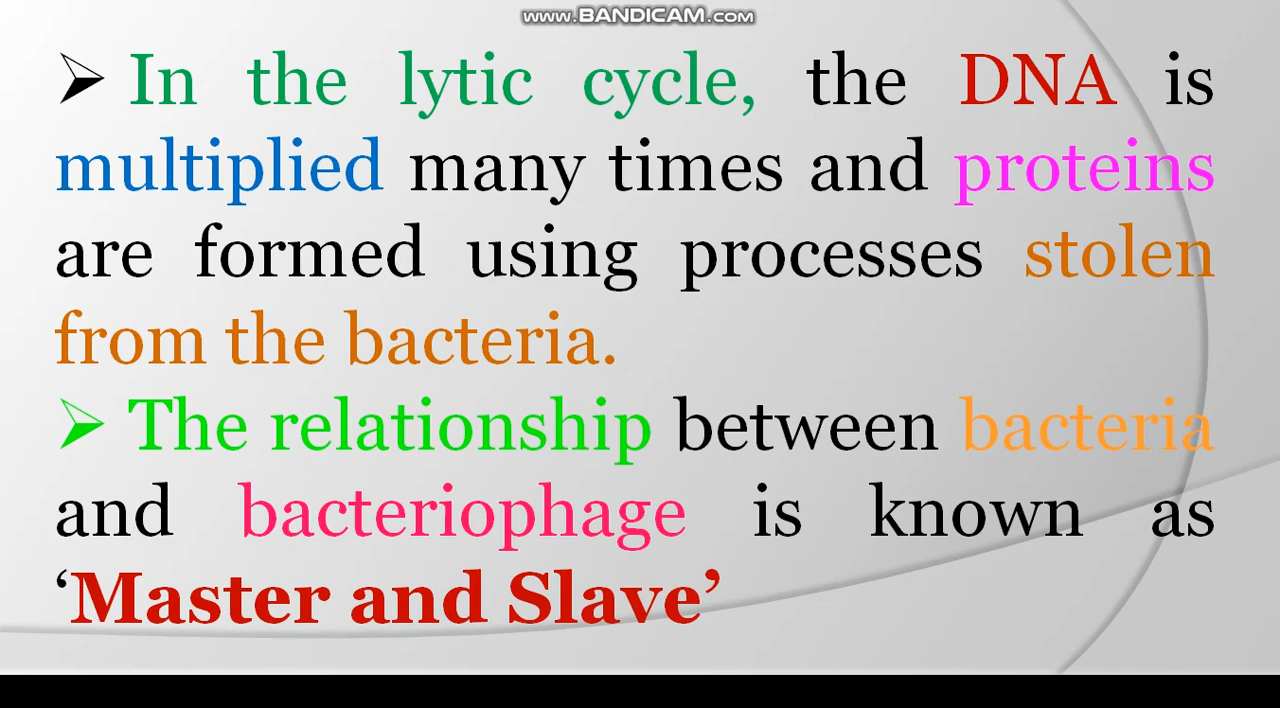 www.BANDICAM.com
➢ In the lytic cycle, the DNA is
multiplied many times and proteins
are formed using processes stolen
from the bacteria.
➢ The relationship between bacteria
and bacteriophage is known as
‘Master and Slave’